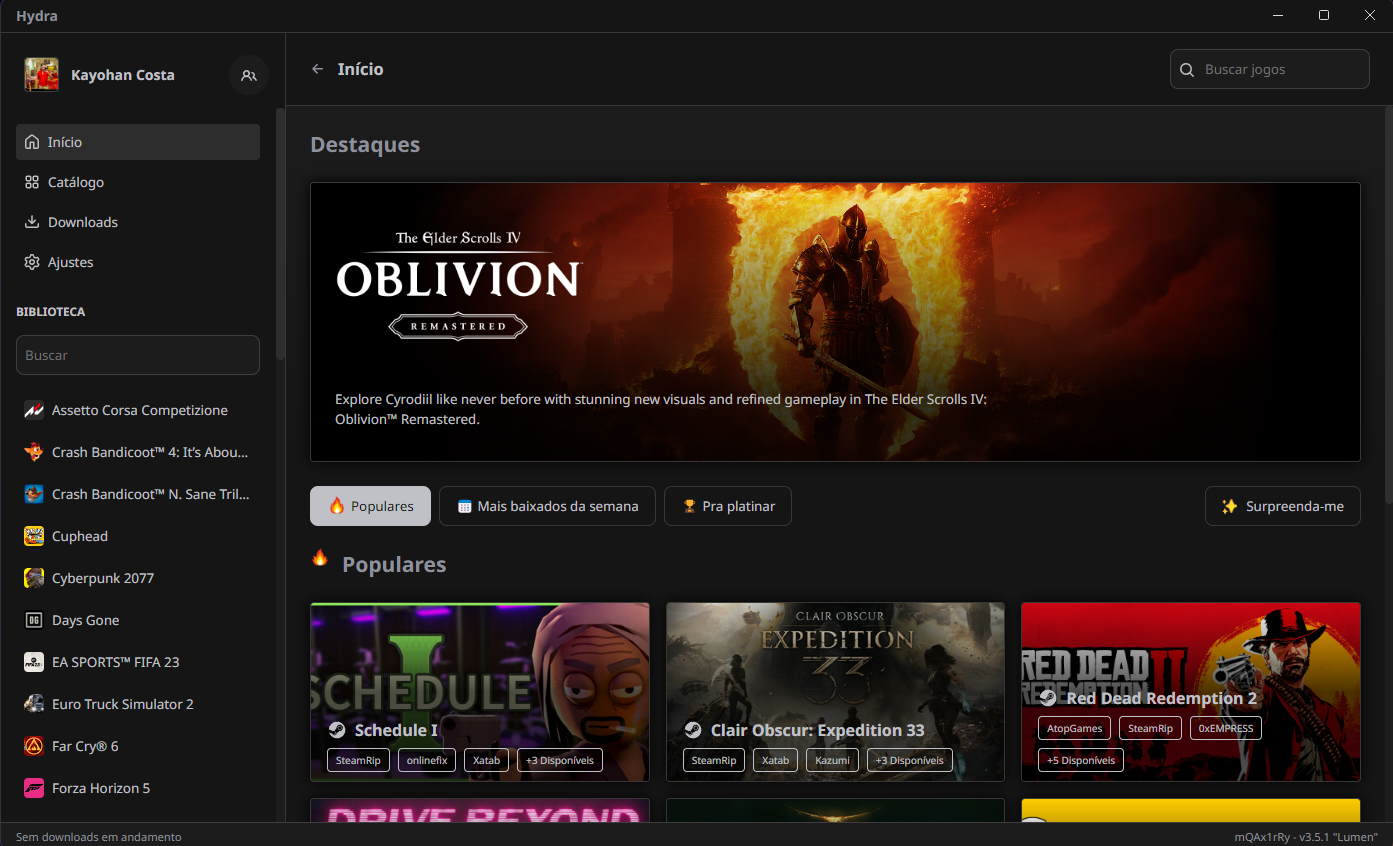 Hydra
Kayohan Costa
Início
Catálogo
Downloads
Ajustes
BIBLIOTECA
Buscar
Assetto Corsa Competizione
Crash Bandicoot™ 4: It’s Abou...
Crash Bandicoot™ N. Sane Tril...
Cuphead
Cyberpunk 2077
Days Gone
EA SPORTS™ FIFA 23
Euro Truck Simulator 2
Far Cry® 6
Forza Horizon 5
Início
Buscar jogos
Destaques
The Elder Scrolls IV
OBLIVION
REMASTERED
Explore Cyrodiil like never before with stunning new visuals and refined gameplay in The Elder Scrolls IV:
Oblivion™ Remastered.
Populares
Mais baixados da semana
Pra platinar
Surpreenda-me
Populares
I
SCHEDULE
Schedule I
SteamRip
onlinefix
Xatab
+3 Disponíveis
CLAIR OBSCUR
EXPEDITION
33
Clair Obscur: Expedition 33
SteamRip
Xatab
Kazumi
+3 Disponíveis
RED DEAD
REDEMPTION
II
Red Dead Redemption 2
AtopGames
SteamRip
0xEMPRESS
+5 Disponíveis
DRIVE BEYOND
Sem downloads em andamento
mQAx1rRy - v3.5.1 "Lumen"